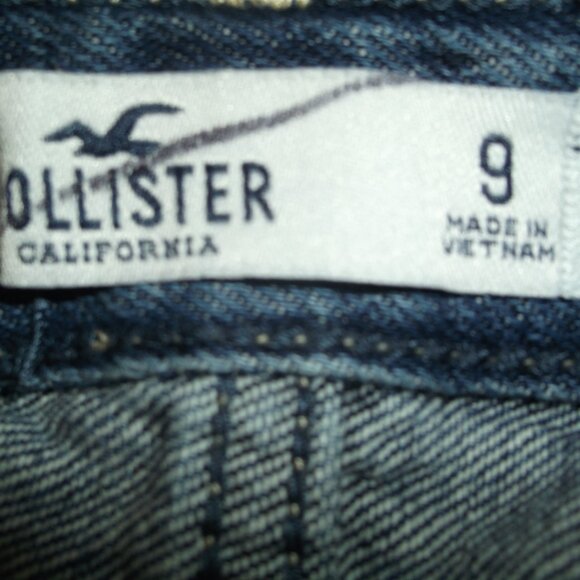 OLLISTER
CALIFORNIA
9
MADE IN
VIETNAM